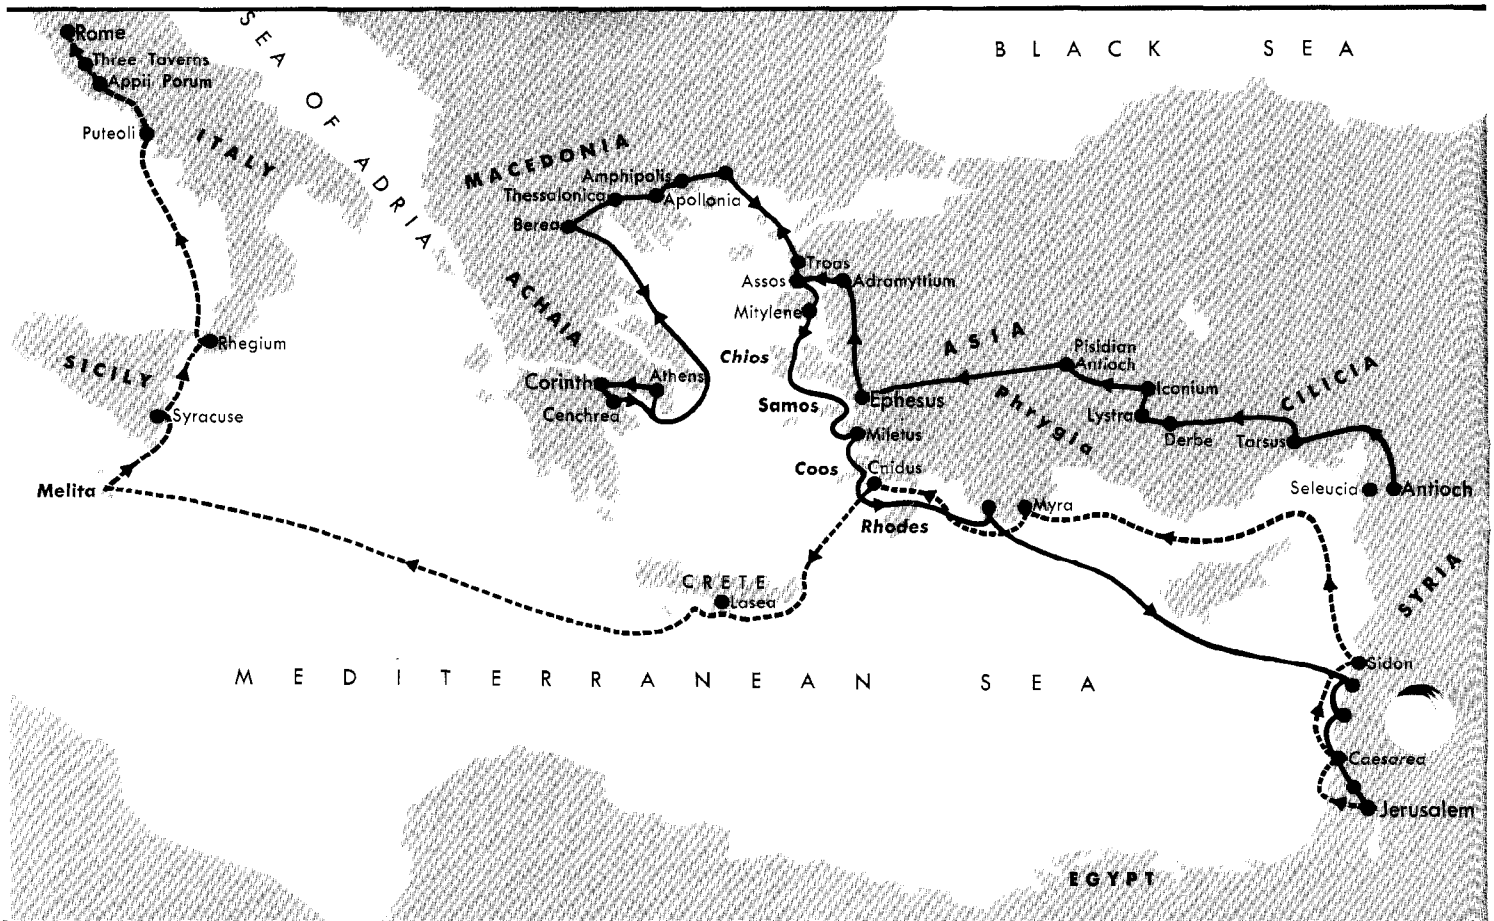 BLACK SEA
SEA OF ADRIA
Rome
Three Taverns
Appii Porum
Puteoli
ITALY
MACEDONIA
Amphipolis
Thessalonica
Apollonia
Berea
Troas
Assos
Adramyttium
Mitylene
ACHAIA
Chios
ASIA
Pisidian
Antioch
Rhegium
SICILY
Syracuse
Corinth
Athens
Cenchrea
Samos
Ephesus
Phrygia
Iconium
Lystra
Derbe
CILICIA
Tarsus
Miletus
Coos
Cnidus
Seleucia
Antioch
Melita
Rhodes
Myra
CRETE
Lasea
SYRIA
Sidon
MEDITERRANEAN SEA
Caesarea
Jerusalem
EGYPT